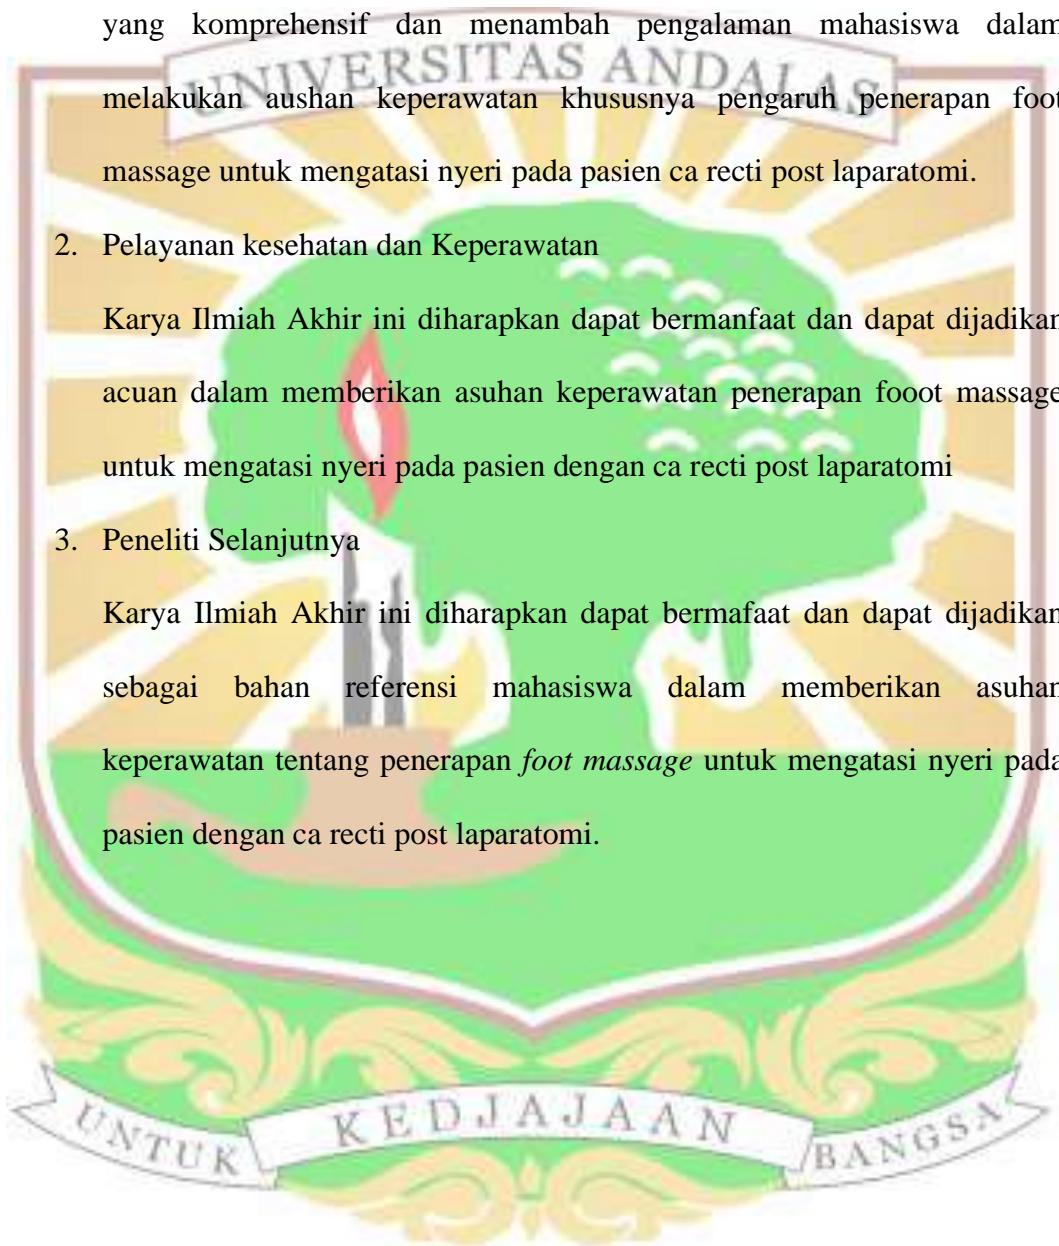 yang komprehensif dan menambah pengalaman mahasiswa dalam
UNIVERSITAS ANDALAS
melakukan aushan keperawatan khususnya pengaruh penerapan foot
massage untuk mengatasi nyeri pada pasien ca recti post laparatomi.
2. Pelayanan kesehatan dan Keperawatan
Karya Ilmiah Akhir ini diharapkan dapat bermanfaat dan dapat dijadikan
acuan dalam memberikan asuhan keperawatan penerapan fooot massage
untuk mengatasi nyeri pada pasien dengan ca recti post laparatomi
3. Peneliti Selanjutnya
Karya Ilmiah Akhir ini diharapkan dapat bermafaat dan dapat dijadikan
sebagai bahan referensi mahasiswa dalam memberikan asuhan
keperawatan tentang penerapan foot massage untuk mengatasi nyeri pada
pasien dengan ca recti post laparatomi.
UNTUK KEDJAJAAN BANGSA